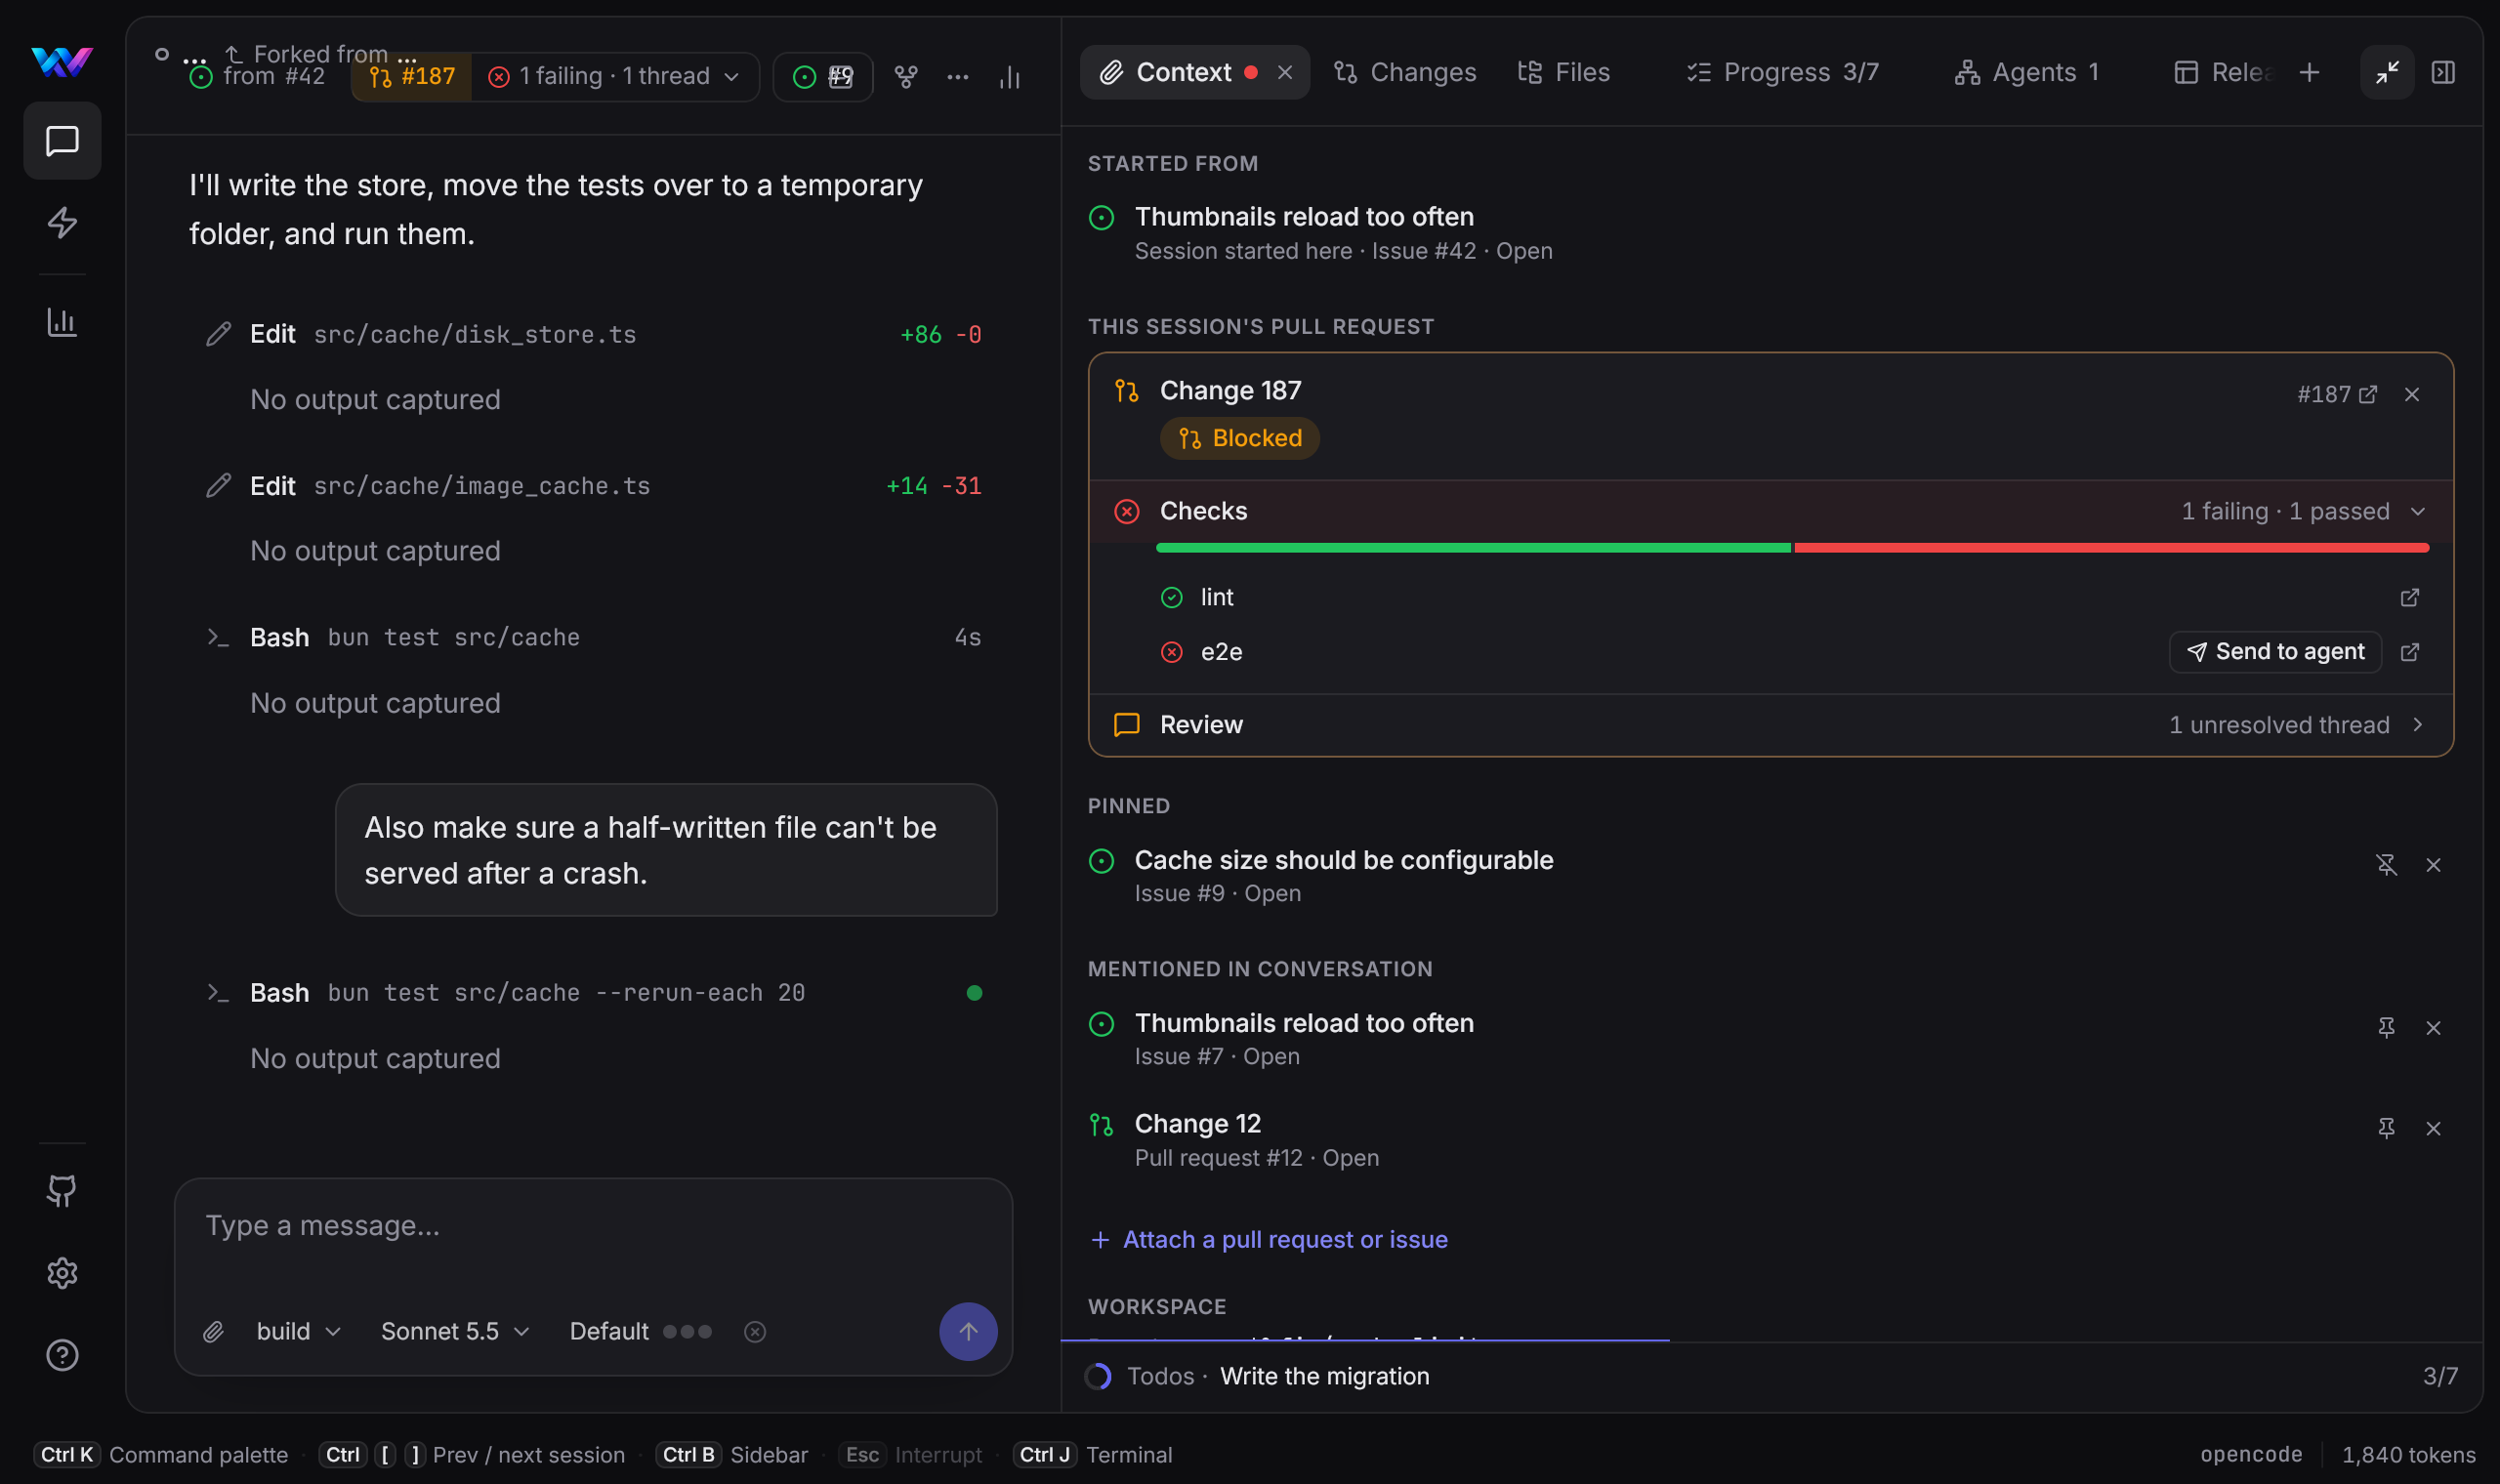 ... Forked from ...
from #42
#187
1 failing · 1 thread
#9
I'll write the store, move the tests over to a temporary
folder, and run them.
Edit src/cache/disk_store.ts +86 -0
No output captured
Edit src/cache/image_cache.ts +14 -31
No output captured
Bash bun test src/cache 4s
No output captured
Also make sure a half-written file can't be
served after a crash.
Bash bun test src/cache --rerun-each 20
No output captured
Type a message...
build Sonnet 5.5 Default
Context Changes Files Progress 3/7 Agents 1
STARTED FROM
Thumbnails reload too often
Session started here · Issue #42 · Open
THIS SESSION'S PULL REQUEST
Change 187 #187
Blocked
Checks 1 failing · 1 passed
lint
e2e Send to agent
Review 1 unresolved thread
PINNED
Cache size should be configurable
Issue #9 · Open
MENTIONED IN CONVERSATION
Thumbnails reload too often
Issue #7 · Open
Change 12
Pull request #12 · Open
+ Attach a pull request or issue
WORKSPACE
Todos · Write the migration 3/7
Ctrl K Command palette · Ctrl [ ] Prev / next session · Ctrl B Sidebar · Esc Interrupt · Ctrl J Terminal
opencode 1,840 tokens